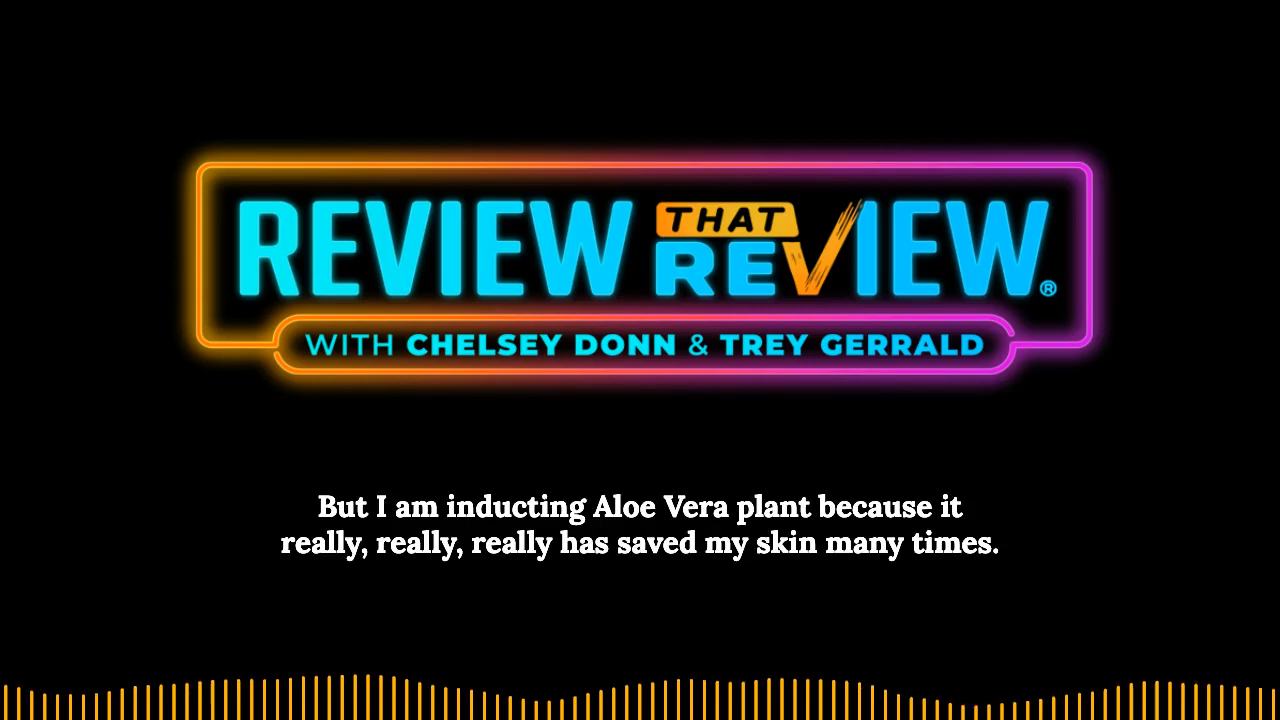 REVIEW THAT REVIEW®
WITH CHELSEY DONN & TREY GERRALD
But I am inducting Aloe Vera plant because it
really, really, really has saved my skin many times.